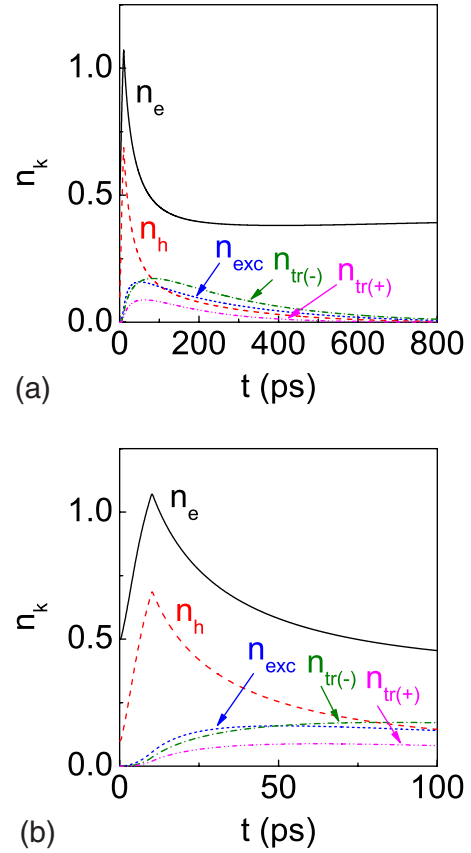 1.0
n_e
n_k
0.5
n_h
n_exc
n_tr(-)
n_tr(+)
0.0
0 200 400 600 800
(a)
t (ps)
1.0
n_e
n_k
n_h
0.5
n_exc
n_tr(-)
n_tr(+)
0.0
0 50 100
(b)
t (ps)